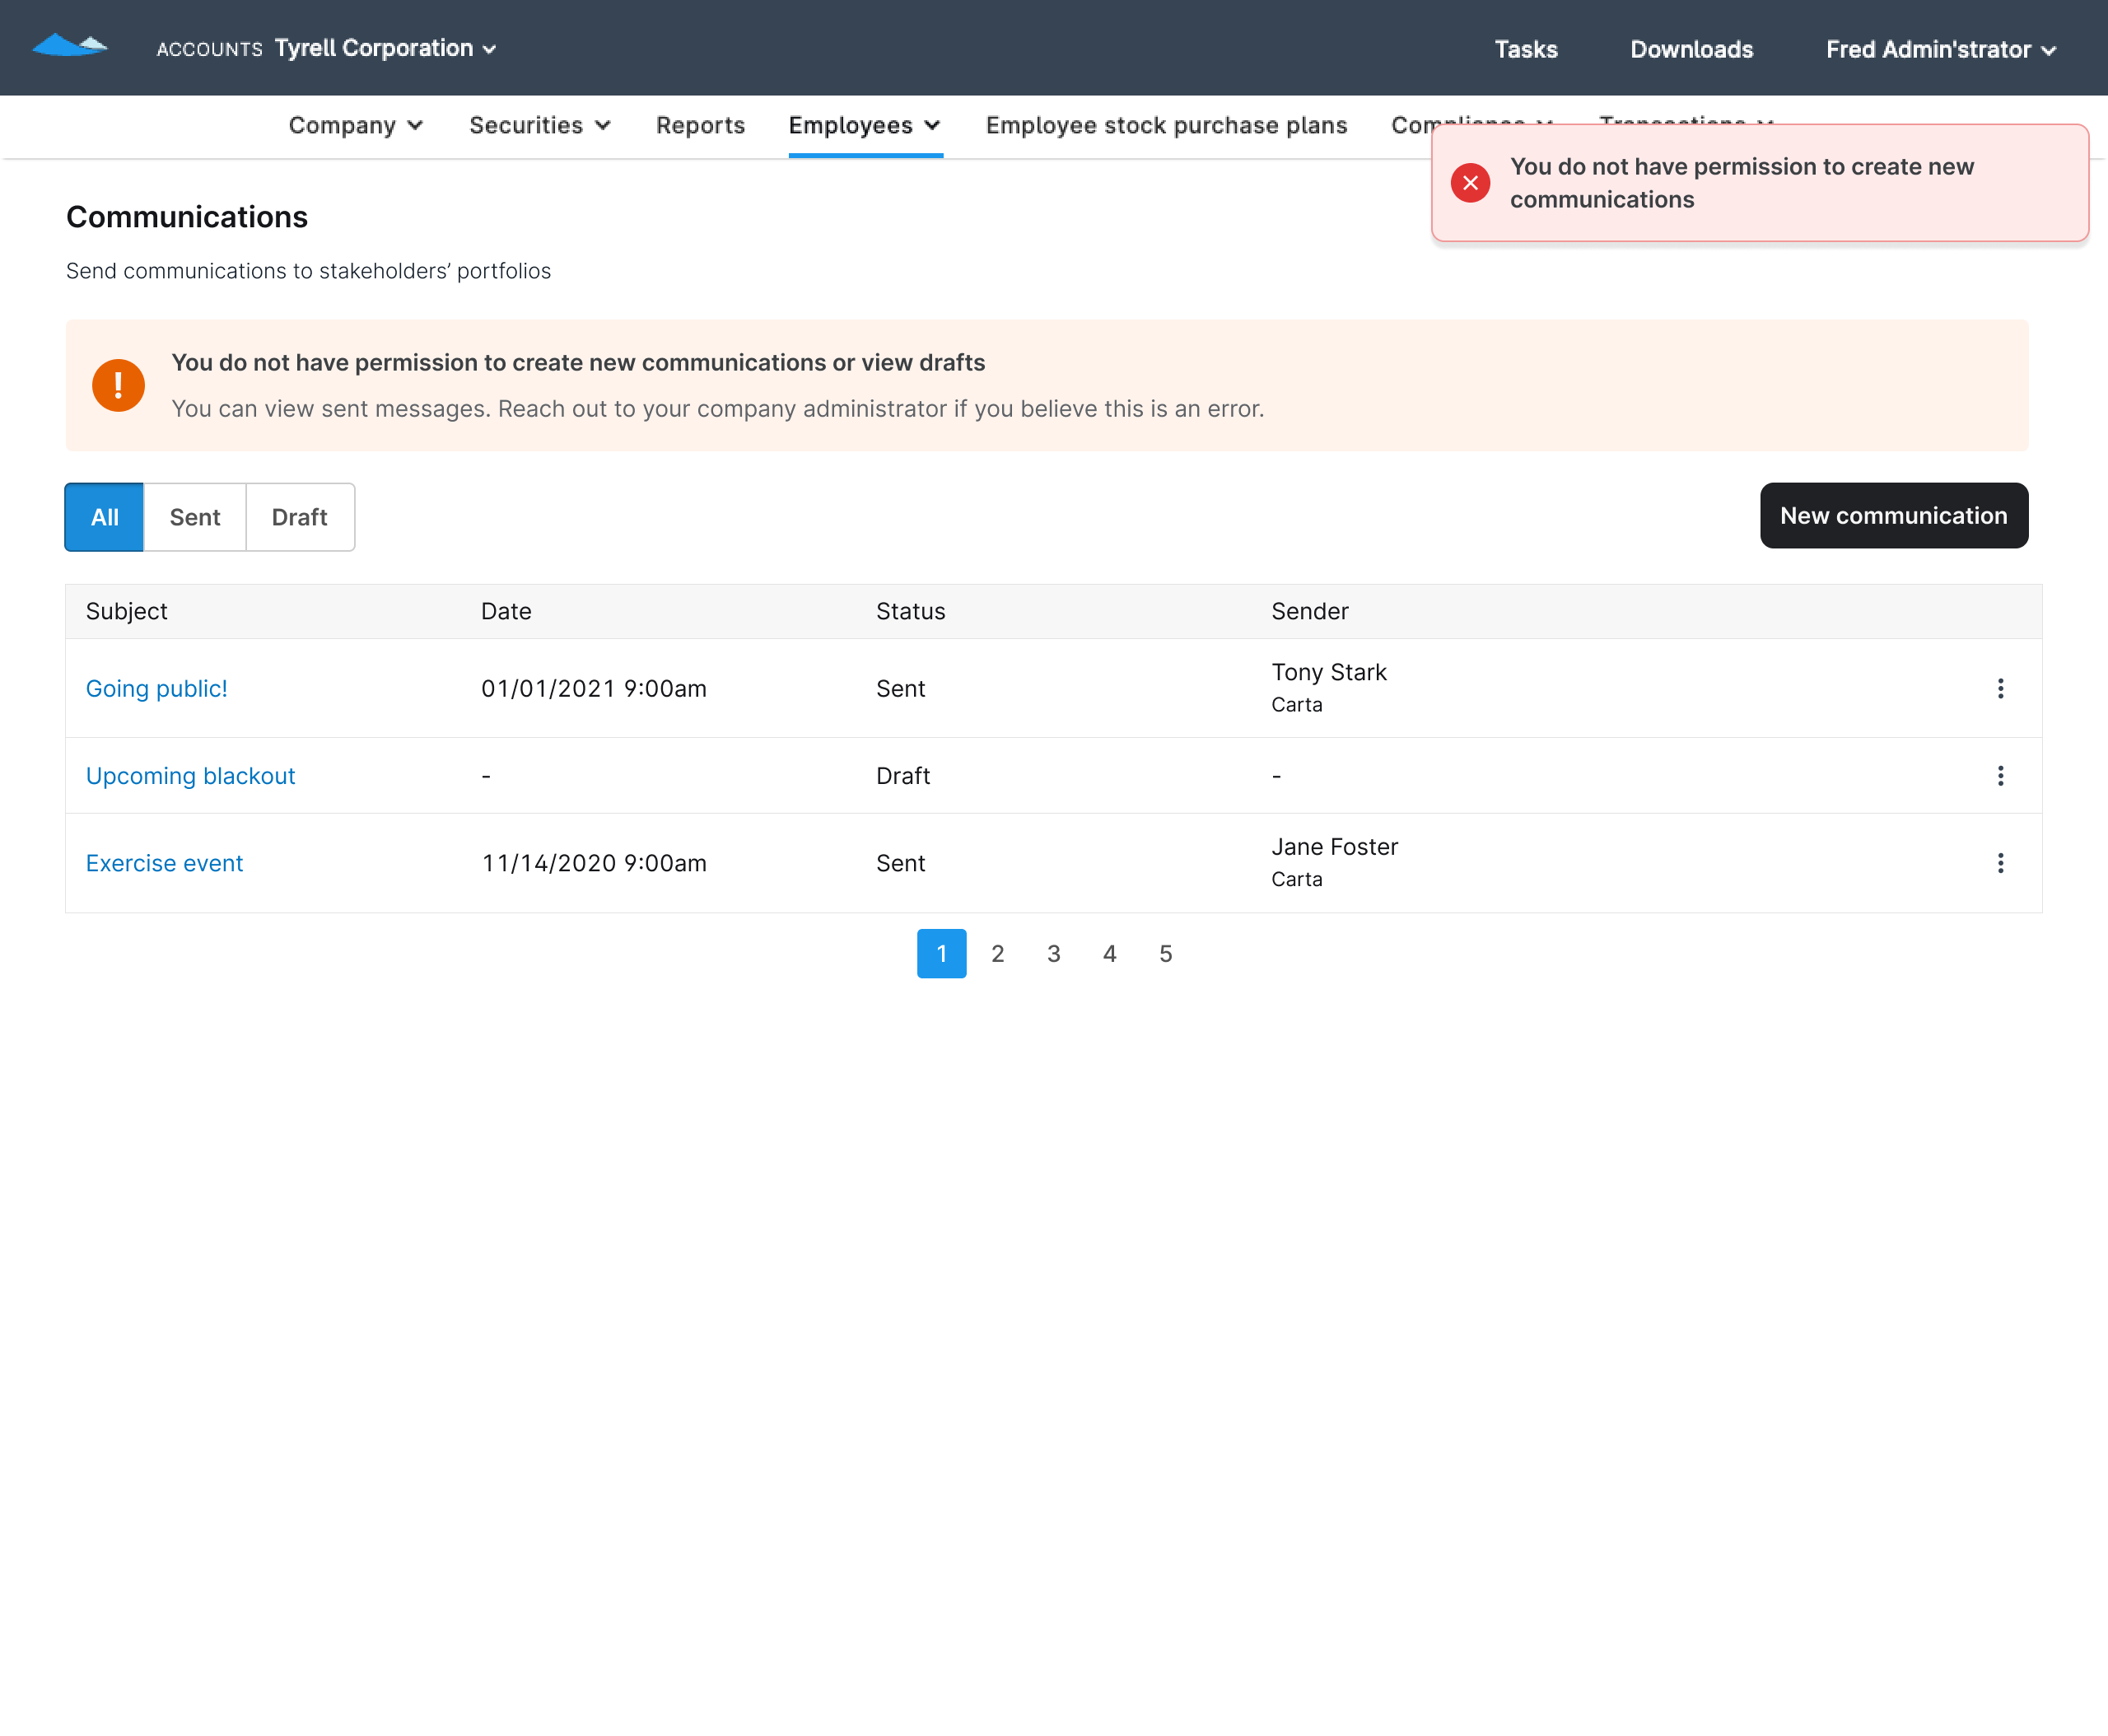 ACCOUNTS Tyrell Corporation
Tasks
Downloads
Fred Admin'strator
Company
Securities
Reports
Employees
Employee stock purchase plans
Compliance
Transactions
You do not have permission to create new
communications
Communications
Send communications to stakeholders’ portfolios
You do not have permission to create new communications or view drafts
You can view sent messages. Reach out to your company administrator if you believe this is an error.
All
Sent
Draft
New communication
Subject Date Status Sender
Going public! 01/01/2021 9:00am Sent Tony Stark
Carta
Upcoming blackout - Draft -
Exercise event 11/14/2020 9:00am Sent Jane Foster
Carta
1 2 3 4 5